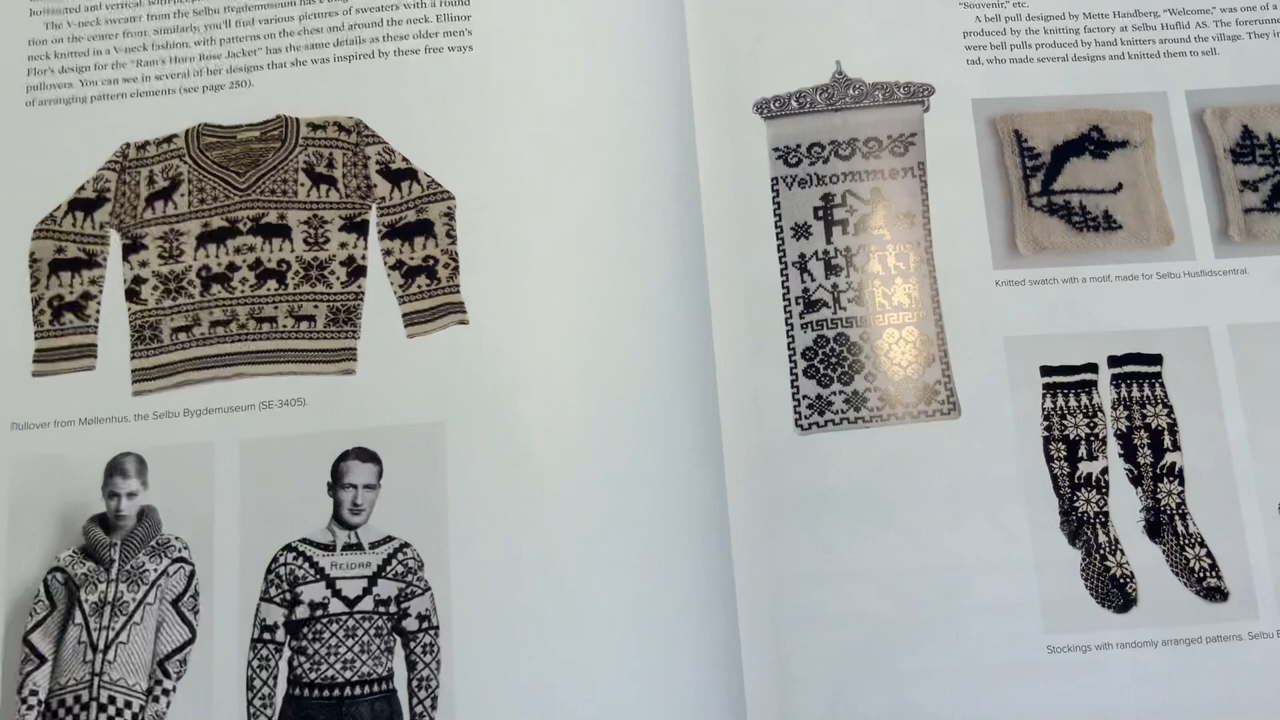 The V-neck sweater from the Selbu Bygdemuseum has
tion on the center front. Similarly, you'll find various pictures of sweaters with a round
neck knitted in a V-neck fashion, with patterns on the chest and around the neck. Ellinor
Flor's design for the "Ram's Horn Rose Jacket" has the same details as these older men's
pullovers. You can see in several of her designs that she was inspired by these free ways
of arranging pattern elements (see page 250).
Pullover from Møllenhus, the Selbu Bygdemuseum (SE-3405).
REIDAR
"Souvenir," etc.
A bell pull designed by Mette Handberg, "Welcome," was one of a
produced by the knitting factory at Selbu Huflid AS. The forerunne
were bell pulls produced by hand knitters around the village. They in
tad, who made several designs and knitted them to sell.
Velkommen
Knitted swatch with a motif, made for Selbu Husflidscentral.
Stockings with randomly arranged patterns. Selbu B